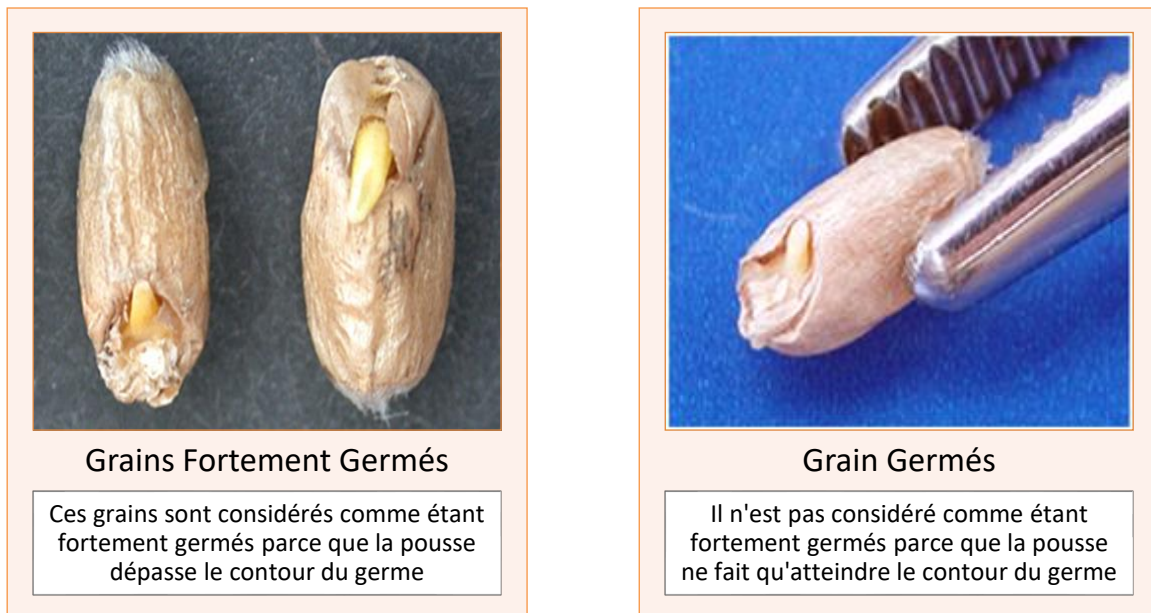 Grains Fortement Germés
Ces grains sont considérés comme étant
fortement germés parce que la pousse
dépasse le contour du germe
Grain Germés
Il n'est pas considéré comme étant
fortement germés parce que la pousse
ne fait qu'atteindre le contour du germe